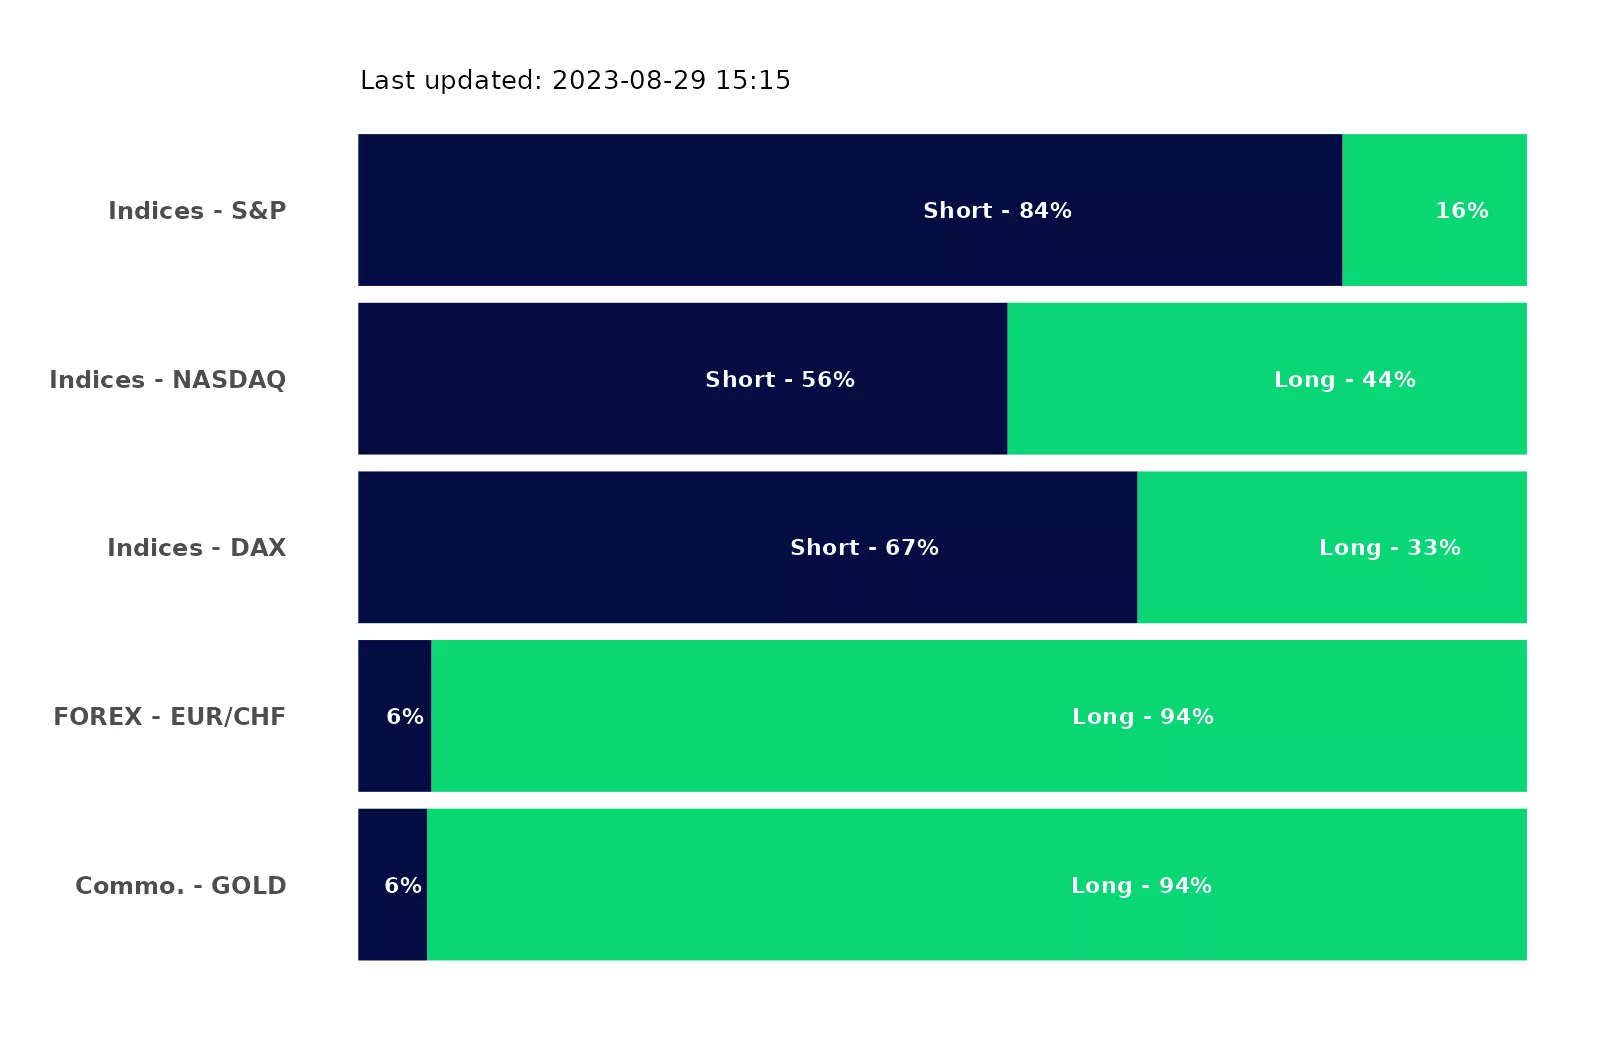 Last updated: 2023-08-29 15:15
Indices - S&P Short - 84% 16%
Indices - NASDAQ Short - 56% Long - 44%
Indices - DAX Short - 67% Long - 33%
FOREX - EUR/CHF 6% Long - 94%
Commo. - GOLD 6% Long - 94%